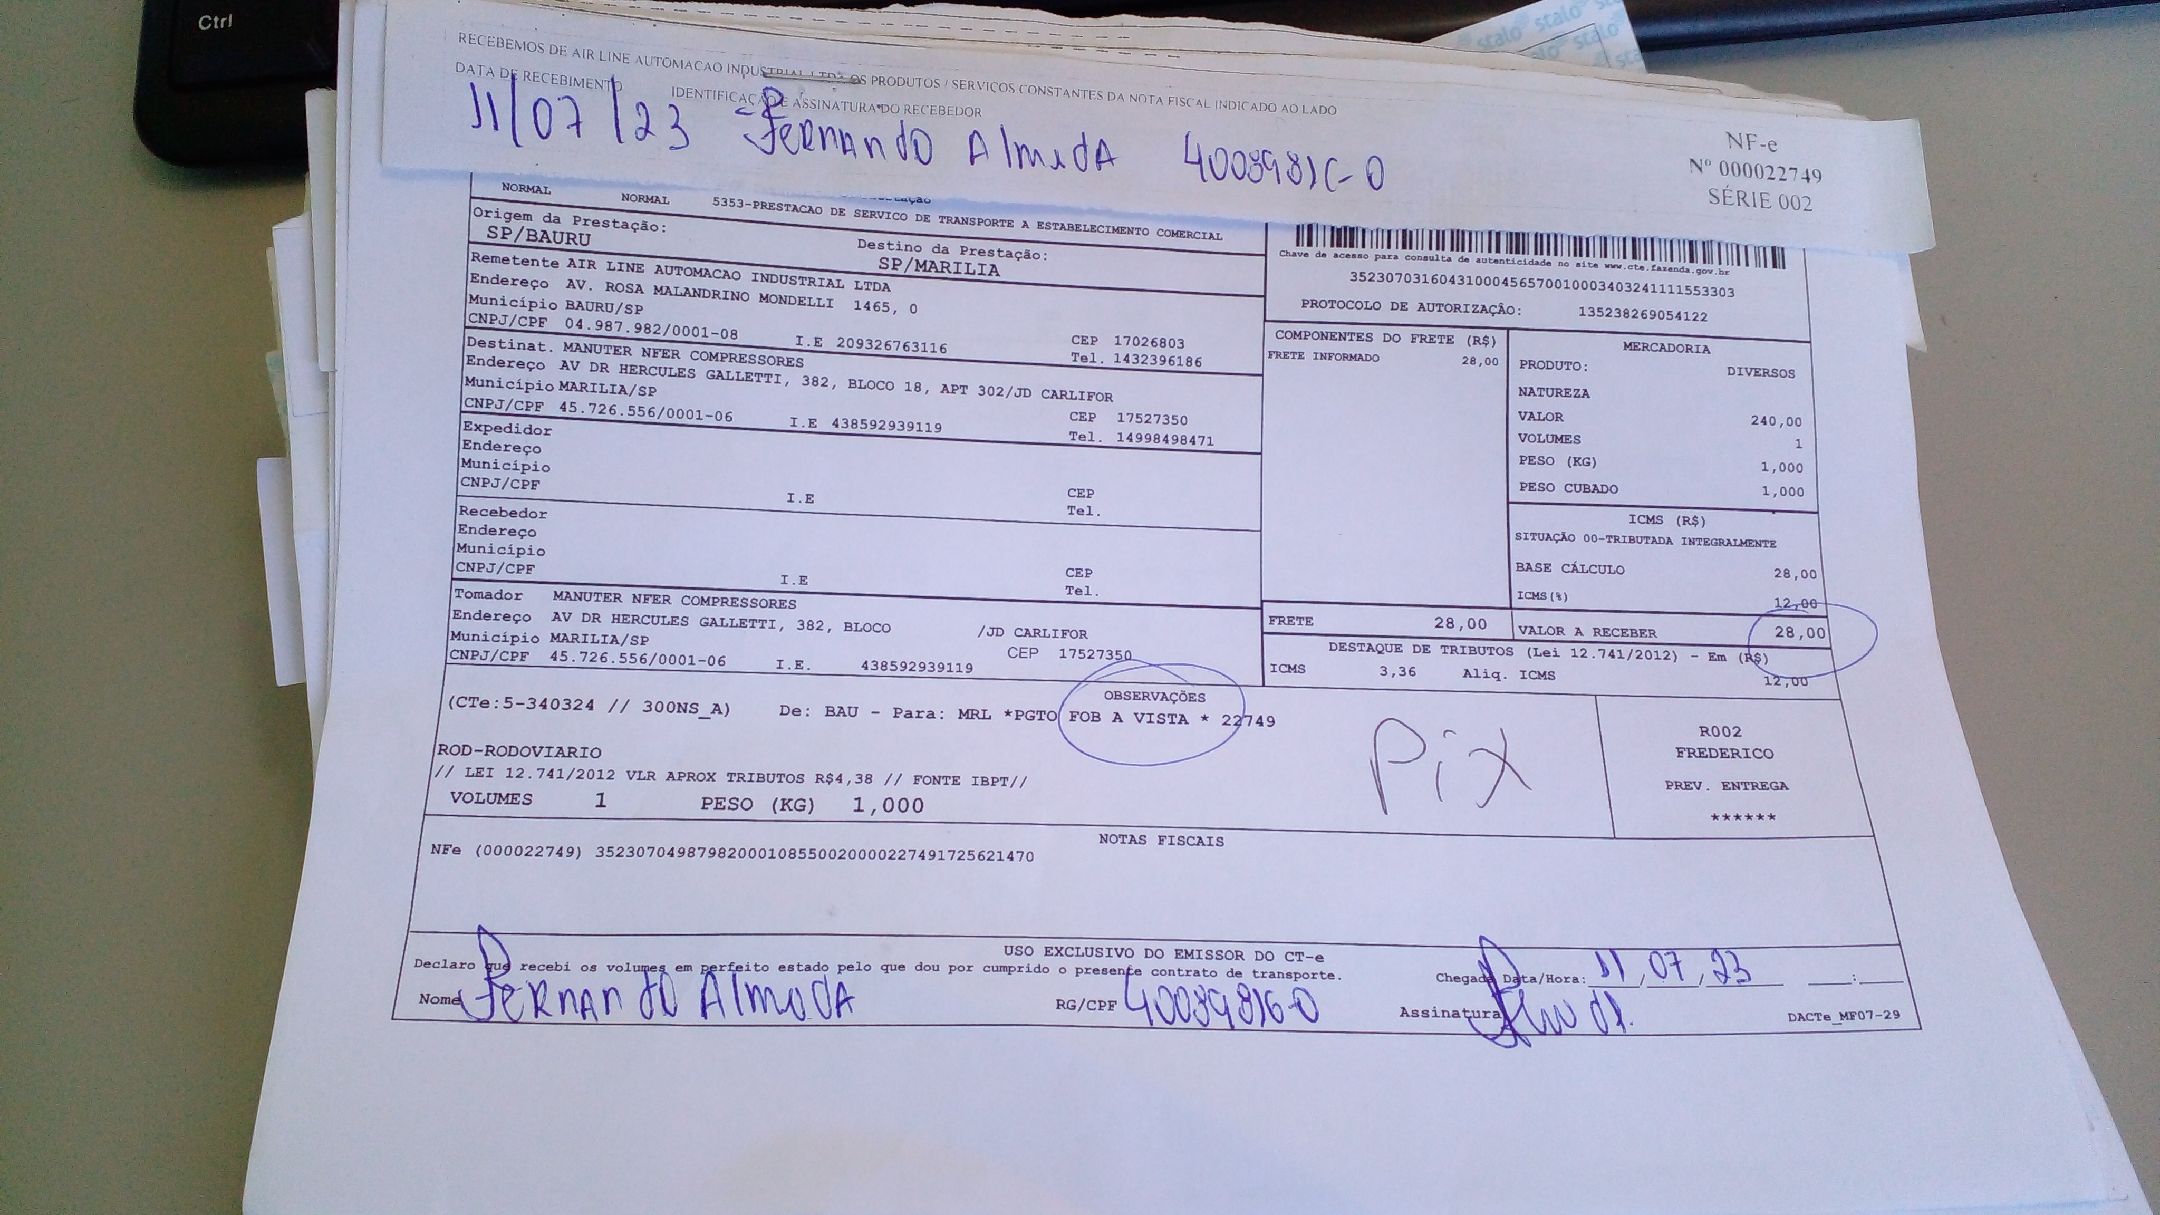 Ctrl
stalo stalo
stalo stalo stalo
RECEBEMOS DE AIR LINE AUTOMACAO INDUSTRIAL LTDA OS PRODUTOS / SERVIÇOS CONSTANTES DA NOTA FISCAL INDICADO AO LADO
DATA DE RECEBIMENTO IDENTIFICAÇÃO E ASSINATURA DO RECEBEDOR
11/07/23 Fernando Almeda 40089816-0
NF-e
Nº 000022749
SÉRIE 002
NORMAL NORMAL 5353-PRESTACAO DE SERVICO DE TRANSPORTE A ESTABELECIMENTO COMERCIAL
Origem da Prestação: Destino da Prestação:
SP/BAURU SP/MARILIA
Remetente AIR LINE AUTOMACAO INDUSTRIAL LTDA
Endereço AV. ROSA MALANDRINO MONDELLI 1465, 0
Município BAURU/SP CEP 17026803
CNPJ/CPF 04.987.982/0001-08 I.E 209326763116 Tel. 1432396186
Destinat. MANUTER NFER COMPRESSORES
Endereço AV DR HERCULES GALLETTI, 382, BLOCO 18, APT 302/JD CARLIFOR
Município MARILIA/SP CEP 17527350
CNPJ/CPF 45.726.556/0001-06 I.E 438592939119 Tel. 14998498471
Expedidor
Endereço
Município CEP
CNPJ/CPF I.E Tel.
Recebedor
Endereço
Município CEP
CNPJ/CPF I.E Tel.
Tomador MANUTER NFER COMPRESSORES
Endereço AV DR HERCULES GALLETTI, 382, BLOCO /JD CARLIFOR
Município MARILIA/SP CEP 17527350
CNPJ/CPF 45.726.556/0001-06 I.E. 438592939119
Chave de acesso para consulta de autenticidade no site www.cte.fazenda.gov.br
35230703160431000456570010003403241111553303
PROTOCOLO DE AUTORIZAÇÃO: 135238269054122
COMPONENTES DO FRETE (R$)
FRETE INFORMADO 28,00
MERCADORIA
PRODUTO: DIVERSOS
NATUREZA
VALOR 240,00
VOLUMES 1
PESO (KG) 1,000
PESO CUBADO 1,000
ICMS (R$)
SITUAÇÃO 00-TRIBUTADA INTEGRALMENTE
BASE CÁLCULO 28,00
ICMS(%) 12,00
FRETE 28,00 VALOR A RECEBER 28,00
DESTAQUE DE TRIBUTOS (Lei 12.741/2012) - Em (R$)
ICMS 3,36 Aliq. ICMS 12,00
OBSERVAÇÕES
(CTe:5-340324 // 300NS_A) De: BAU - Para: MRL *PGTO FOB A VISTA * 22749
ROD-RODOVIARIO
// LEI 12.741/2012 VLR APROX TRIBUTOS R$4,38 // FONTE IBPT//
VOLUMES 1 PESO (KG) 1,000
Pix
R002
FREDERICO
PREV. ENTREGA
******
NOTAS FISCAIS
NFe (000022749) 35230704987982000108550020000227491725621470
USO EXCLUSIVO DO EMISSOR DO CT-e
Declaro que recebi os volumes em perfeito estado pelo que dou por cumprido o presente contrato de transporte. Chegada Data/Hora: 11,07,23 :
Nome Fernando Almeda RG/CPF 40089816-0 Assinatura DACTe_MF07-29